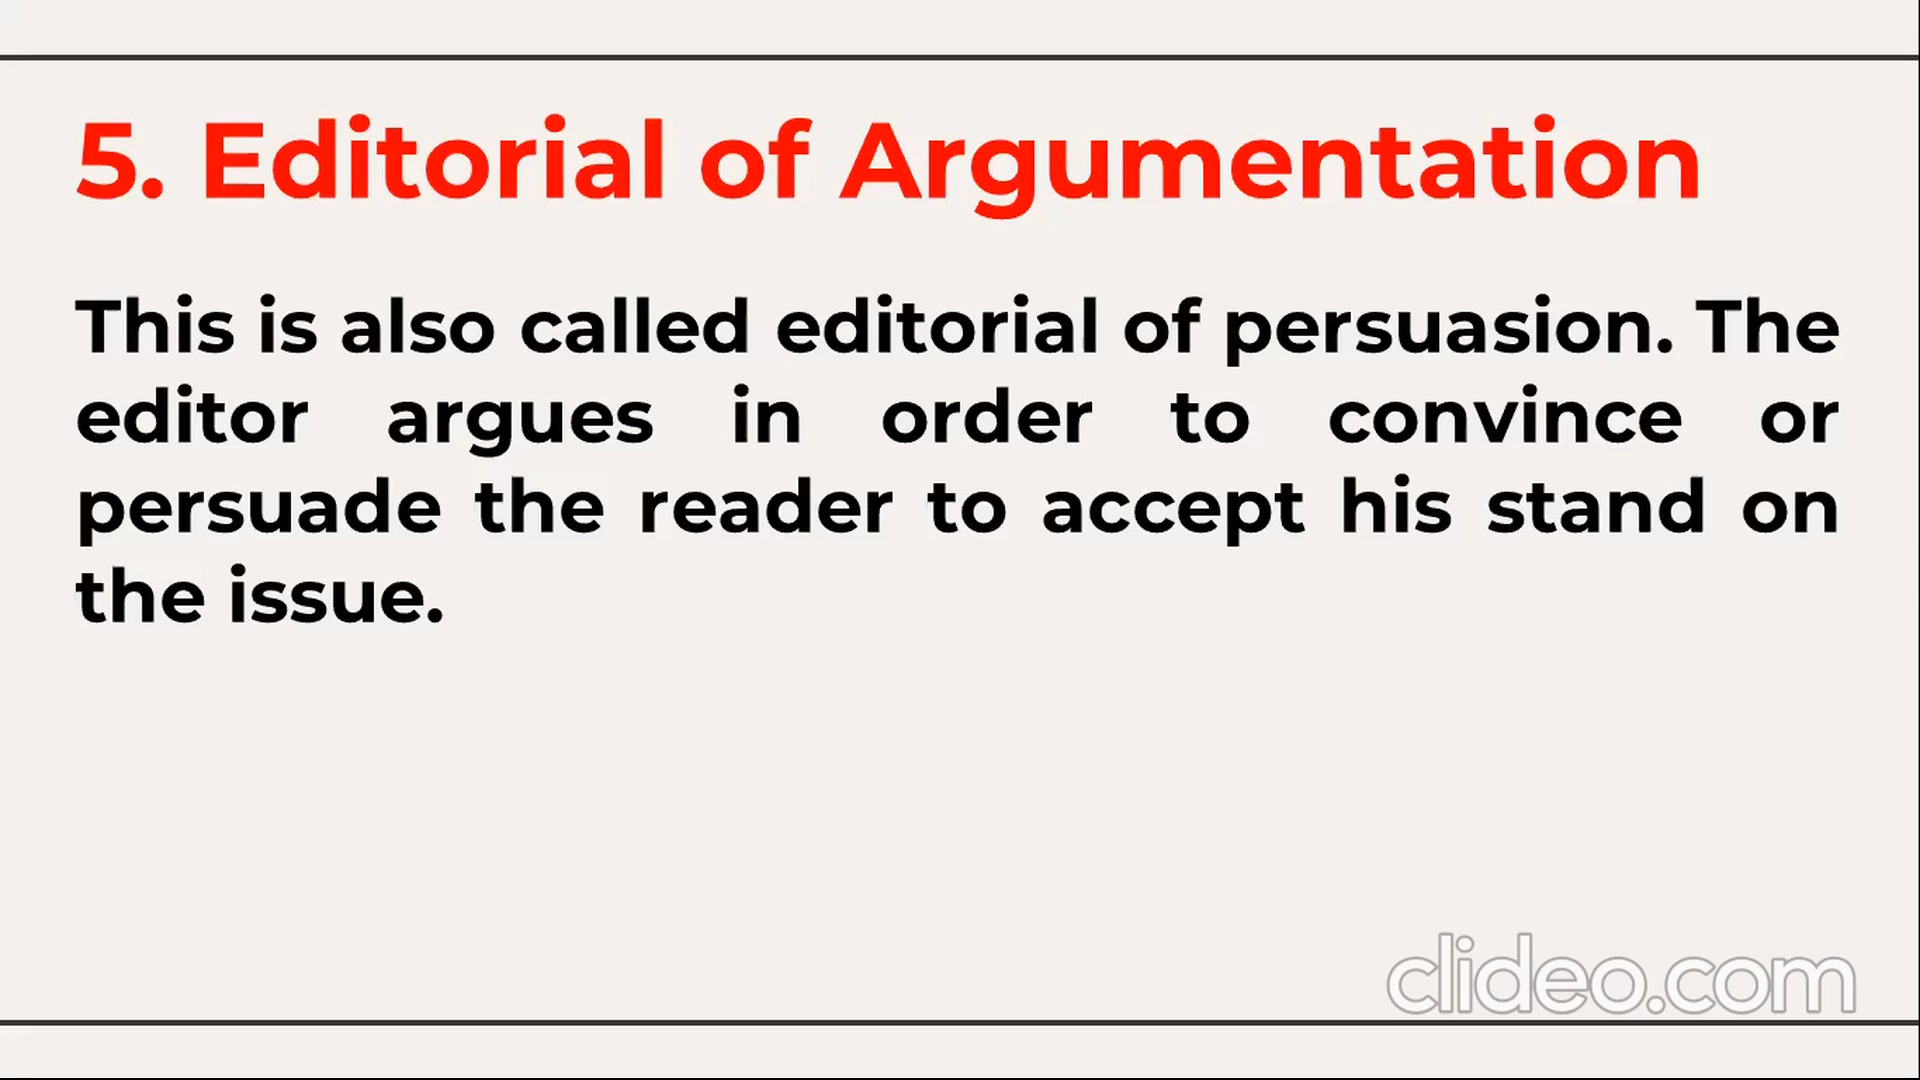 5. Editorial of Argumentation
This is also called editorial of persuasion. The
editor argues in order to convince or
persuade the reader to accept his stand on
the issue.
clideo.com